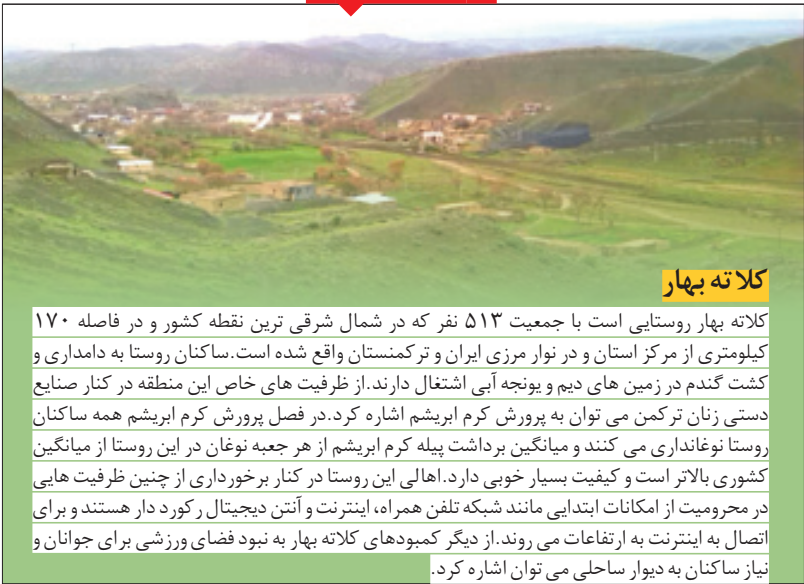 کلاته بهار
کلاته بهار روستایی است با جمعیت ۵۱۳ نفر که در شمال شرقی ترین نقطه کشور و در فاصله ۱۷۰
کیلومتری از مرکز استان و در نوار مرزی ایران و ترکمنستان واقع شده است.ساکنان روستا به دامداری و
کشت گندم در زمین های دیم و یونجه آبی اشتغال دارند.از ظرفیت های خاص این منطقه در کنار صنایع
دستی زنان ترکمن می توان به پرورش کرم ابریشم اشاره کرد.در فصل پرورش کرم ابریشم همه ساکنان
روستا نوغانداری می کنند و میانگین برداشت پیله کرم ابریشم از هر جعبه نوغان در این روستا از میانگین
کشوری بالاتر است و کیفیت بسیار خوبی دارد.اهالی این روستا در کنار برخورداری از چنین ظرفیت هایی
در محرومیت از امکانات ابتدایی مانند شبکه تلفن همراه، اینترنت و آنتن دیجیتال رکورد دار هستند و برای
اتصال به اینترنت به ارتفاعات می روند.از دیگر کمبودهای کلاته بهار به نبود فضای ورزشی برای جوانان و
نیاز ساکنان به دیوار ساحلی می توان اشاره کرد.